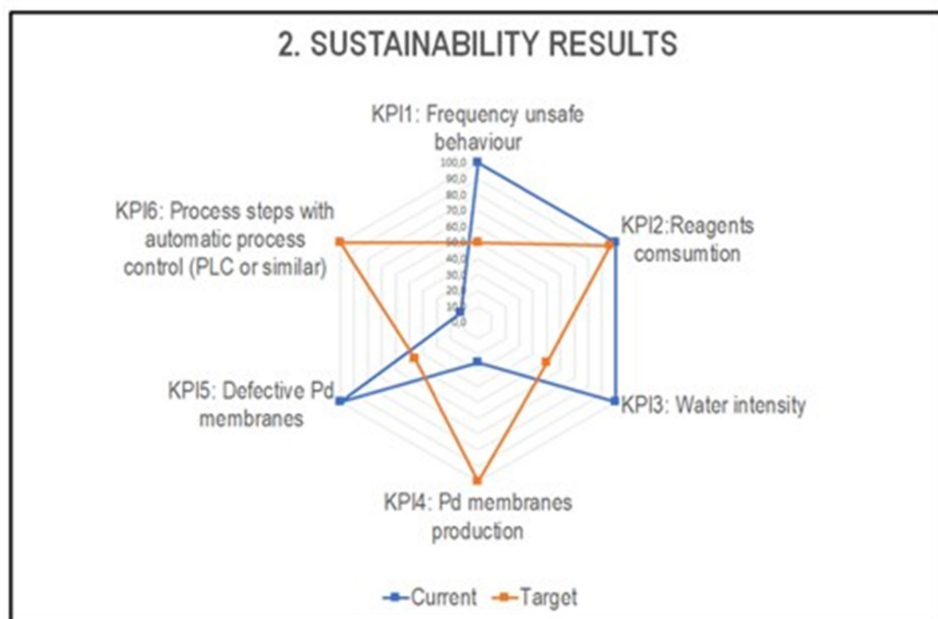 2. SUSTAINABILITY RESULTS
KPI1: Frequency unsafe
behaviour
100,0
90,0
80,0
70,0
60,0
50,0
40,0
30,0
20,0
10,0
0,0
KPI2:Reagents
comsumtion
KPI3: Water intensity
KPI4: Pd membranes
production
KPI5: Defective Pd
membranes
KPI6: Process steps with
automatic process
control (PLC or similar)
Current
Target